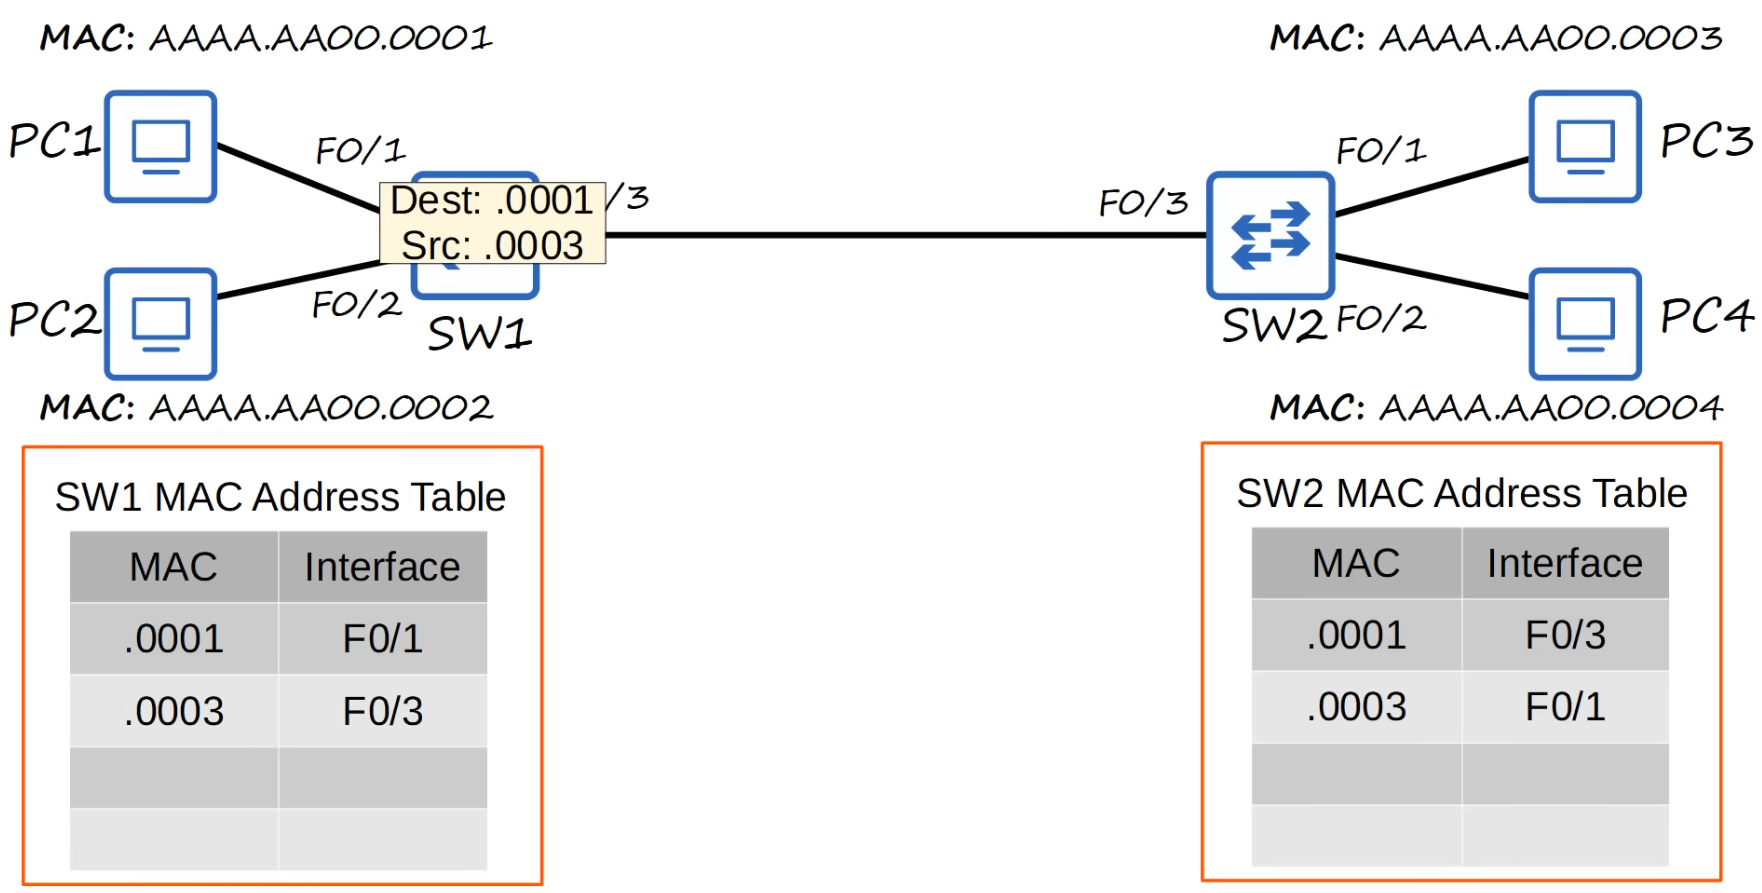 MAC: AAAA.AA00.0001
MAC: AAAA.AA00.0003
PC1
F0/1
Dest: .0001
Src: .0003
/3
F0/3
F0/1
PC3
PC2
F0/2
SW1
SW2
F0/2
PC4
MAC: AAAA.AA00.0002
MAC: AAAA.AA00.0004
SW1 MAC Address Table
MAC Interface
.0001 F0/1
.0003 F0/3
SW2 MAC Address Table
MAC Interface
.0001 F0/3
.0003 F0/1